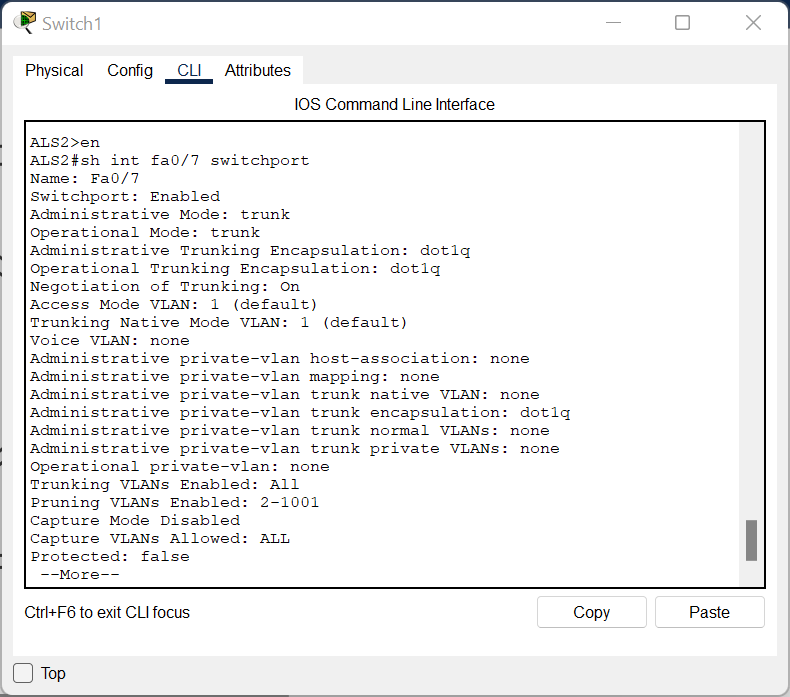 Switch1
Physical Config CLI Attributes
IOS Command Line Interface
ALS2>en
ALS2#sh int fa0/7 switchport
Name: Fa0/7
Switchport: Enabled
Administrative Mode: trunk
Operational Mode: trunk
Administrative Trunking Encapsulation: dot1q
Operational Trunking Encapsulation: dot1q
Negotiation of Trunking: On
Access Mode VLAN: 1 (default)
Trunking Native Mode VLAN: 1 (default)
Voice VLAN: none
Administrative private-vlan host-association: none
Administrative private-vlan mapping: none
Administrative private-vlan trunk native VLAN: none
Administrative private-vlan trunk encapsulation: dot1q
Administrative private-vlan trunk normal VLANs: none
Administrative private-vlan trunk private VLANs: none
Operational private-vlan: none
Trunking VLANs Enabled: All
Pruning VLANs Enabled: 2-1001
Capture Mode Disabled
Capture VLANs Allowed: ALL
Protected: false
 --More--
Ctrl+F6 to exit CLI focus
Copy Paste
Top